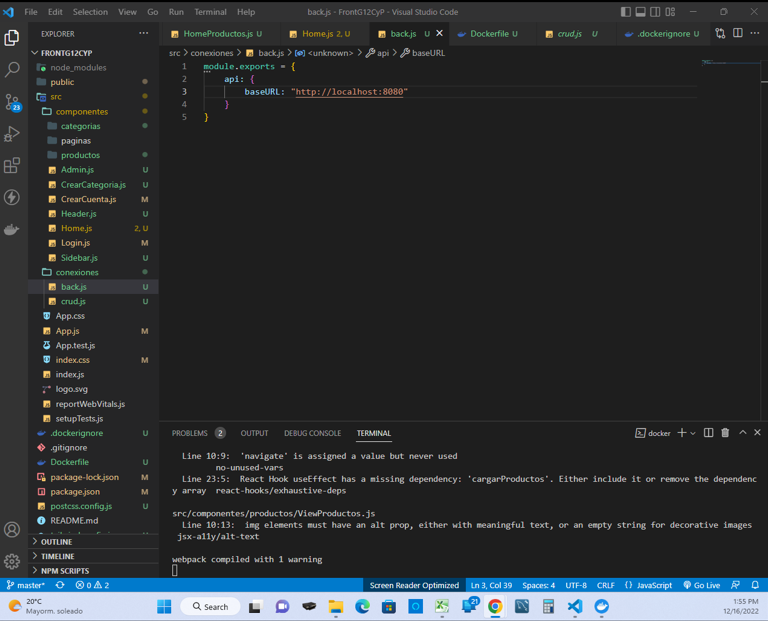 File Edit Selection View Go Run Terminal Help
back.js - FrontG12CyP - Visual Studio Code
EXPLORER
FRONTG12CYP
node_modules
public
src
componentes
categorias
paginas
productos
Admin.js U
CrearCategoria.js U
CrearCuenta.js M
Header.js U
Home.js 2, U
Login.js M
Sidebar.js U
conexiones
back.js U
crud.js U
App.css
App.js M
App.test.js
index.css M
index.js
logo.svg
reportWebVitals.js
setupTests.js
.dockerignore U
.gitignore
Dockerfile U
package-lock.json M
package.json M
postcss.config.js U
README.md
OUTLINE
TIMELINE
NPM SCRIPTS
23
HomeProductos.js U
Home.js 2, U
back.js U
Dockerfile U
crud.js U
.dockerignore U
src > conexiones > back.js > <unknown> > api > baseURL
1 module.exports = {
2 api: {
3 baseURL: "http://localhost:8080"
4 }
5 }
PROBLEMS 2 OUTPUT DEBUG CONSOLE TERMINAL
docker
Line 10:9: 'navigate' is assigned a value but never used
no-unused-vars
Line 23:5: React Hook useEffect has a missing dependency: 'cargarProductos'. Either include it or remove the dependenc
y array react-hooks/exhaustive-deps
src/componentes/productos/ViewProductos.js
Line 10:13: img elements must have an alt prop, either with meaningful text, or an empty string for decorative images
jsx-a11y/alt-text
webpack compiled with 1 warning
master* 0 2
Screen Reader Optimized Ln 3, Col 39 Spaces: 4 UTF-8 CRLF {} JavaScript Go Live
20°C
Mayorm. soleado
Search
21
1:55 PM
12/16/2022